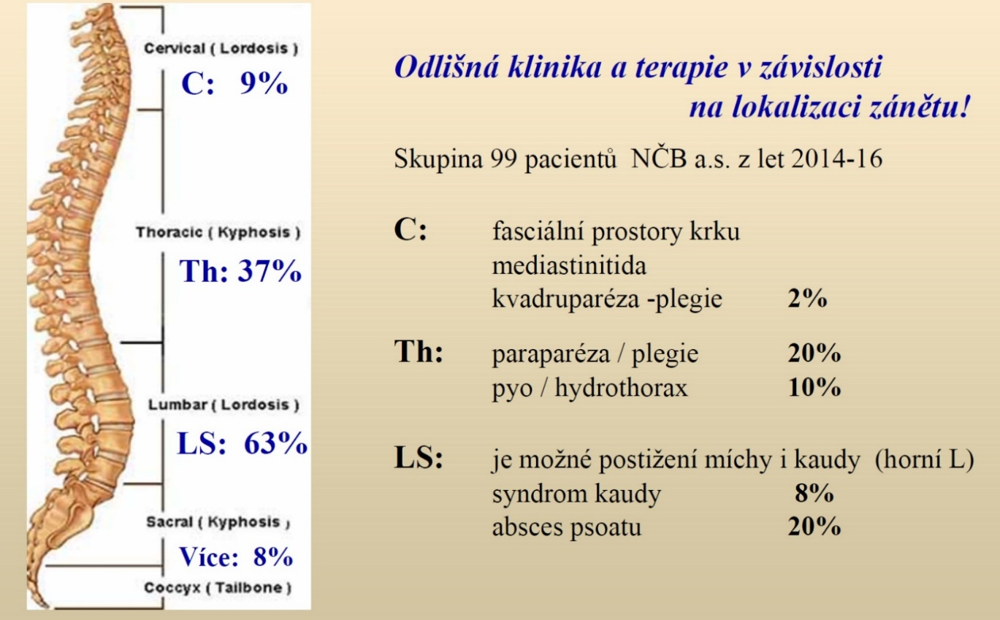 Cervical ( Lordosis )
C: 9%
Thoracic ( Kyphosis )
Th: 37%
Lumbar ( Lordosis )
LS: 63%
Sacral ( Kyphosis )
Více: 8%
Coccyx ( Tailbone )
Odlišná klinika a terapie v závislosti
na lokalizaci zánětu!
Skupina 99 pacientů NČB a.s. z let 2014-16
C: fasciální prostory krku
mediastinitida
kvadruparéza -plegie 2%
Th: paraparéza / plegie 20%
pyo / hydrothorax 10%
LS: je možné postižení míchy i kaudy (horní L)
syndrom kaudy 8%
absces psoatu 20%